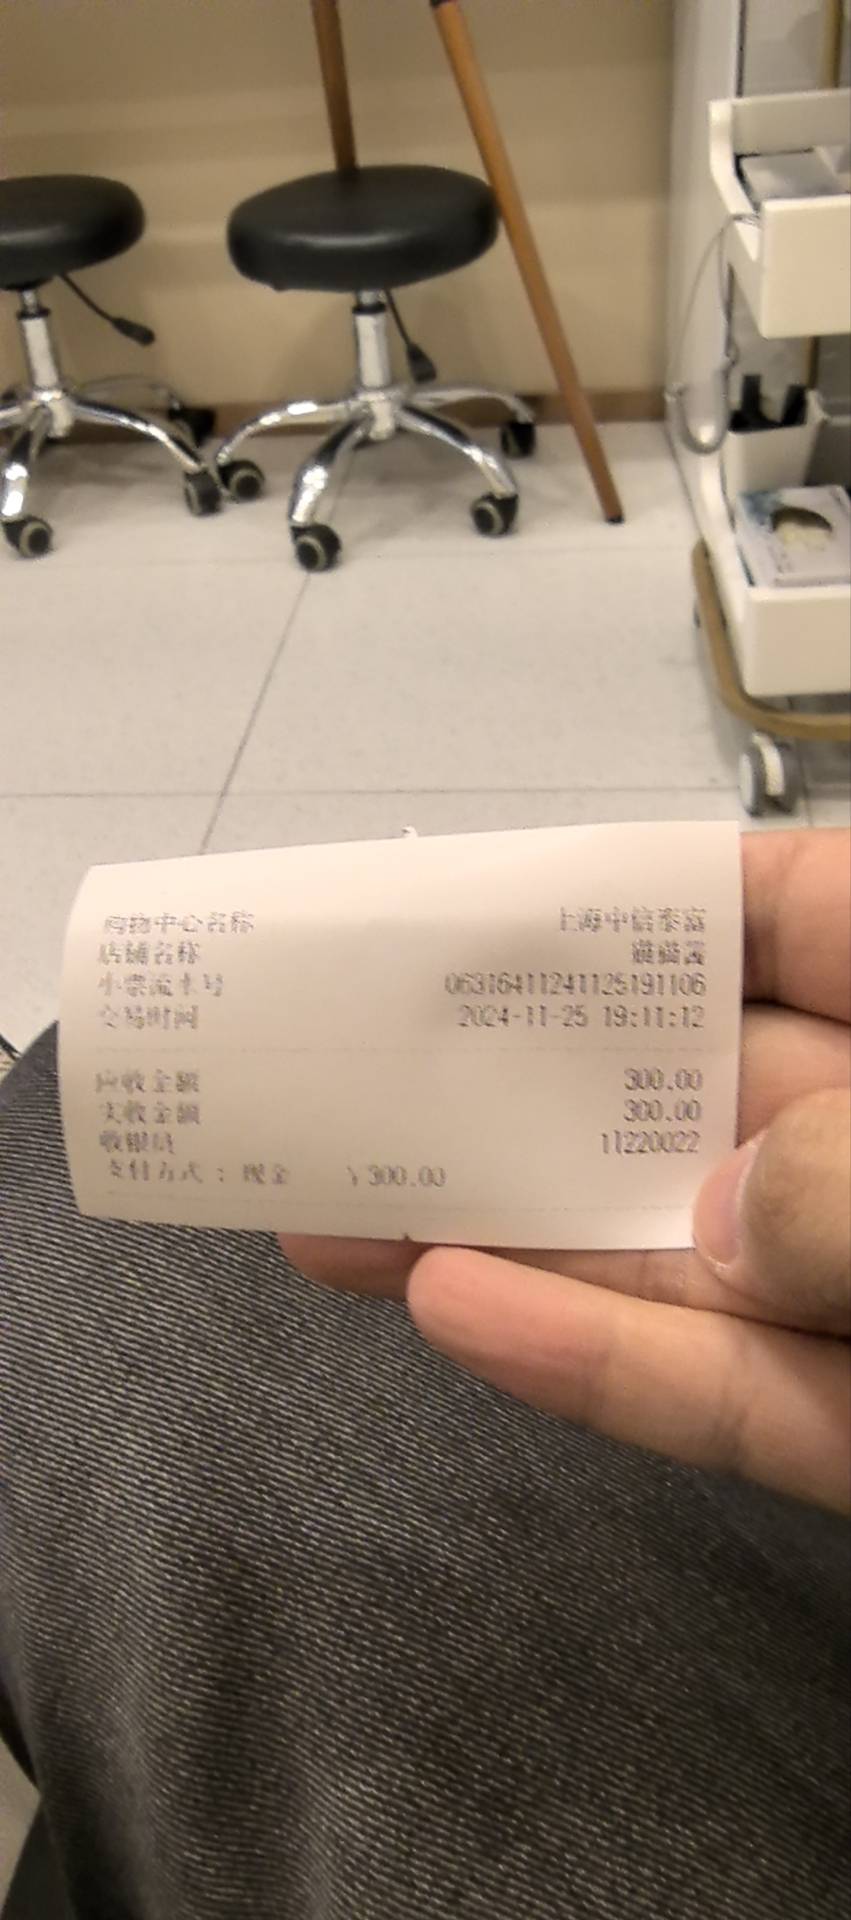 购物中心名称 上海中信泰富
店铺名称
小票流水号 06316411241125191106
交易时间 2024-11-25 19:11:12
应收金额 300.00
实收金额 300.00
收银员 11220022
支付方式 : 现金 ¥300.00